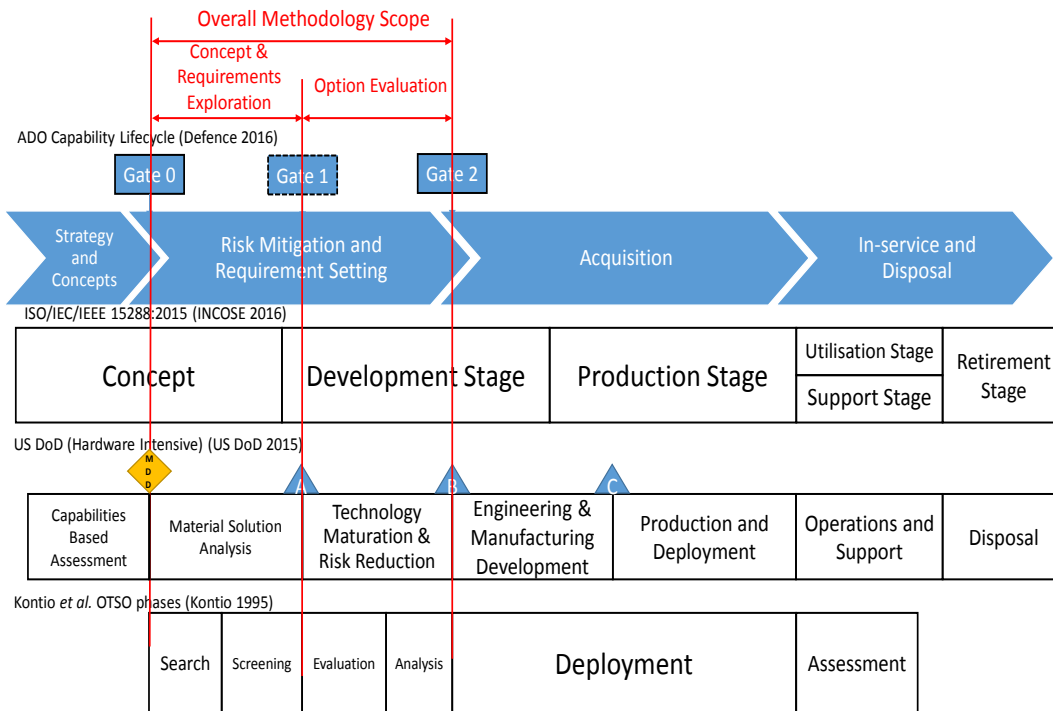 Overall Methodology Scope
Concept &
Requirements
Exploration
Option Evaluation
ADO Capability Lifecycle (Defence 2016)
Gate 0
Gate 1
Gate 2
Strategy
and
Concepts
Risk Mitigation and
Requirement Setting
Acquisition
In-service and
Disposal
ISO/IEC/IEEE 15288:2015 (INCOSE 2016)
Concept
Development Stage
Production Stage
Utilisation Stage
Support Stage
Retirement
Stage
US DoD (Hardware Intensive) (US DoD 2015)
M
D
D
A
B
C
Capabilities
Based
Assessment
Material Solution
Analysis
Technology
Maturation &
Risk Reduction
Engineering &
Manufacturing
Development
Production and
Deployment
Operations and
Support
Disposal
Kontio et al. OTSO phases (Kontio 1995)
Search
Screening
Evaluation
Analysis
Deployment
Assessment